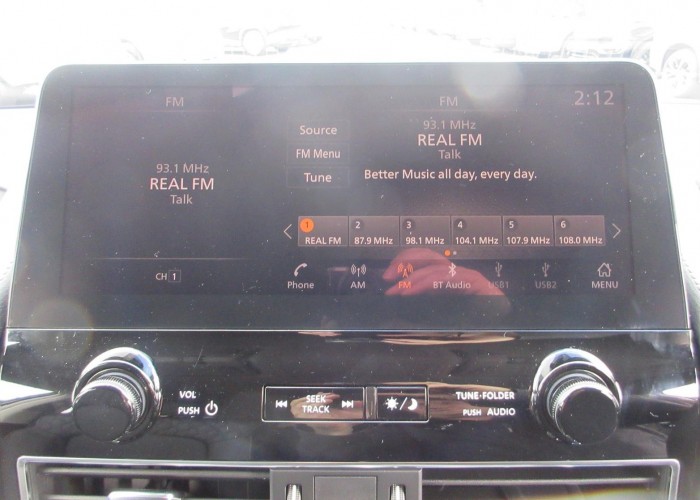 FM
93.1 MHz
REAL FM
Talk
CH 1
FM
2:12
Source
FM Menu
Tune
93.1 MHz
REAL FM
Talk
Better Music all day, every day.
1 2 3 4 5 6
REAL FM 87.9 MHz 98.1 MHz 104.1 MHz 107.9 MHz 108.0 MHz
Phone AM FM BT Audio USB1 USB2 MENU
VOL
PUSH
SEEK
TRACK
TUNE·FOLDER
PUSH AUDIO